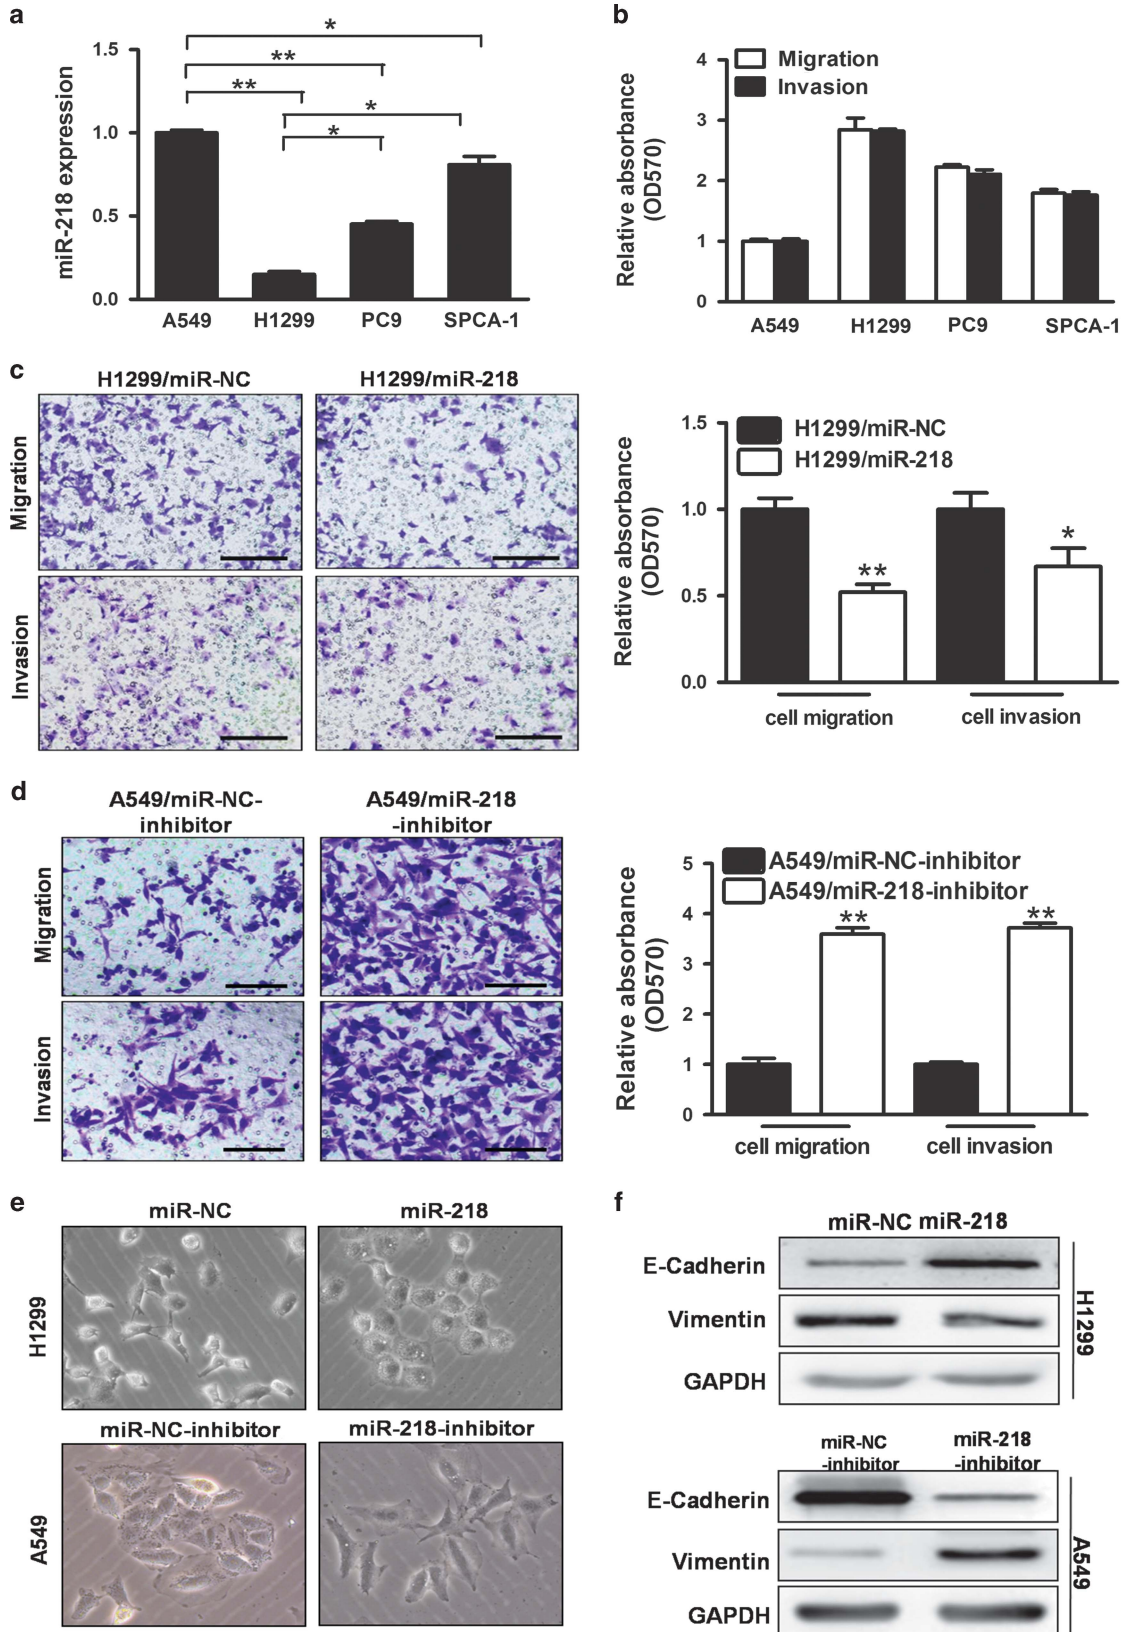 a
miR-218 expression
1.5
1.0
0.5
0.0
*
**
**
*
*
A549 H1299 PC9 SPCA-1
b
Relative absorbance
(OD570)
4
3
2
1
0
Migration
Invasion
A549 H1299 PC9 SPCA-1
c
H1299/miR-NC H1299/miR-218
Migration
Invasion
Relative absorbance
(OD570)
1.5
1.0
0.5
0.0
H1299/miR-NC
H1299/miR-218
**
*
cell migration cell invasion
d
A549/miR-NC-
inhibitor
A549/miR-218
-inhibitor
Migration
Invasion
Relative absorbance
(OD570)
5
4
3
2
1
0
A549/miR-NC-inhibitor
A549/miR-218-inhibitor
**
**
cell migration cell invasion
e
miR-NC miR-218
H1299
miR-NC-inhibitor miR-218-inhibitor
A549
f
miR-NC miR-218
E-Cadherin
Vimentin
GAPDH
H1299
miR-NC
-inhibitor
miR-218
-inhibitor
E-Cadherin
Vimentin
GAPDH
A549